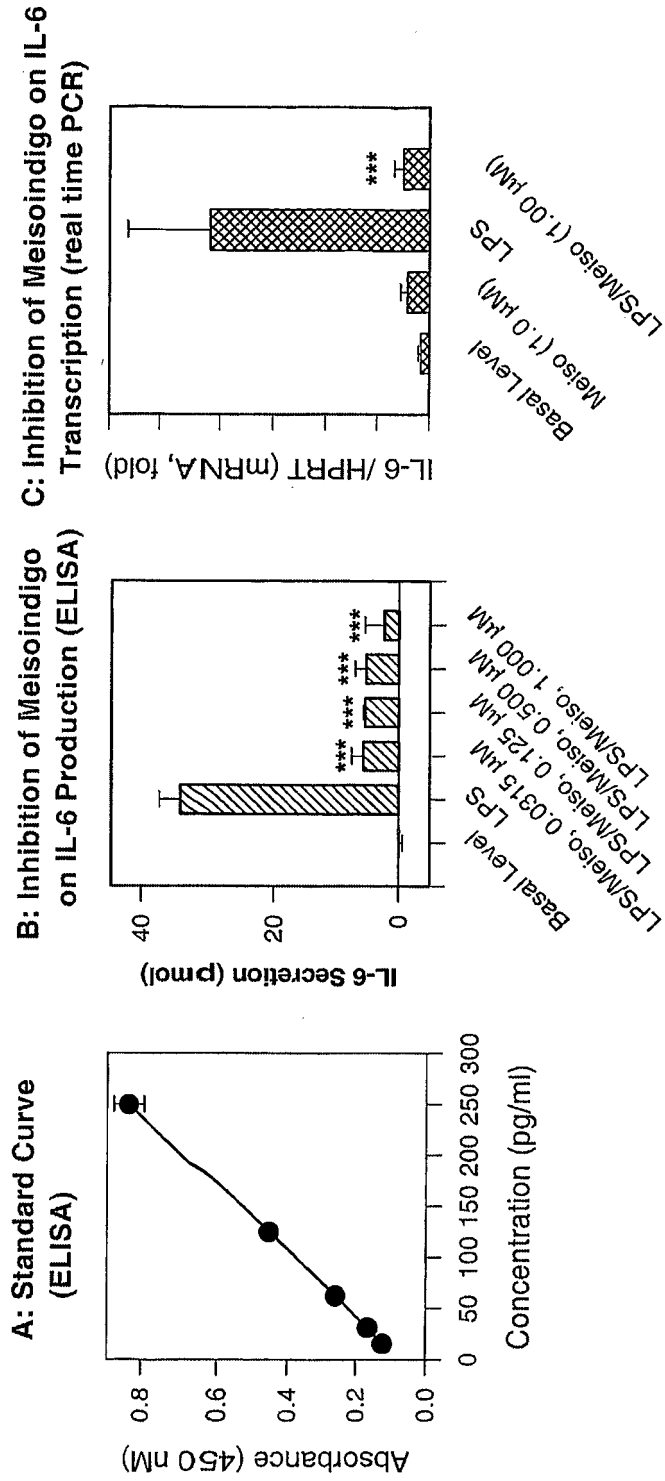 A: Standard Curve
(ELISA)
Absorbance (450 nM)
0.8
0.6
0.4
0.2
0.0
0 50 100 150 200 250 300
Concentration (pg/ml)
B: Inhibition of Meisoindigo
on IL-6 Production (ELISA)
IL-6 Secretion (pmol)
40
20
0
***
***
***
***
Basal Level
LPS
LPS/Meiso, 0.0315 µM
LPS/Meiso, 0.125 µM
LPS/Meiso, 0.500 µM
LPS/Meiso, 1.000 µM
C: Inhibition of Meisoindigo on IL-6
Transcription (real time PCR)
IL-6 / HPRT (mRNA, fold)
***
Basal Level
Meiso (1.0 µM)
LPS
LPS/Meiso (1.00 µM)